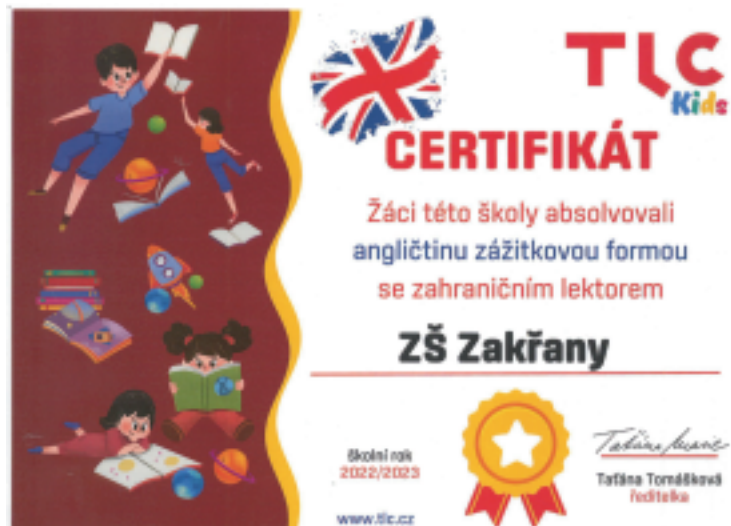 TLC
Kids
CERTIFIKÁT
Žáci této školy absolvovali
angličtinu zážitkovou formou
se zahraničním lektorem
ZŠ Zakřany
školní rok
2022/2023
www.tlc.cz
Taťána Tomášková
ředitelka